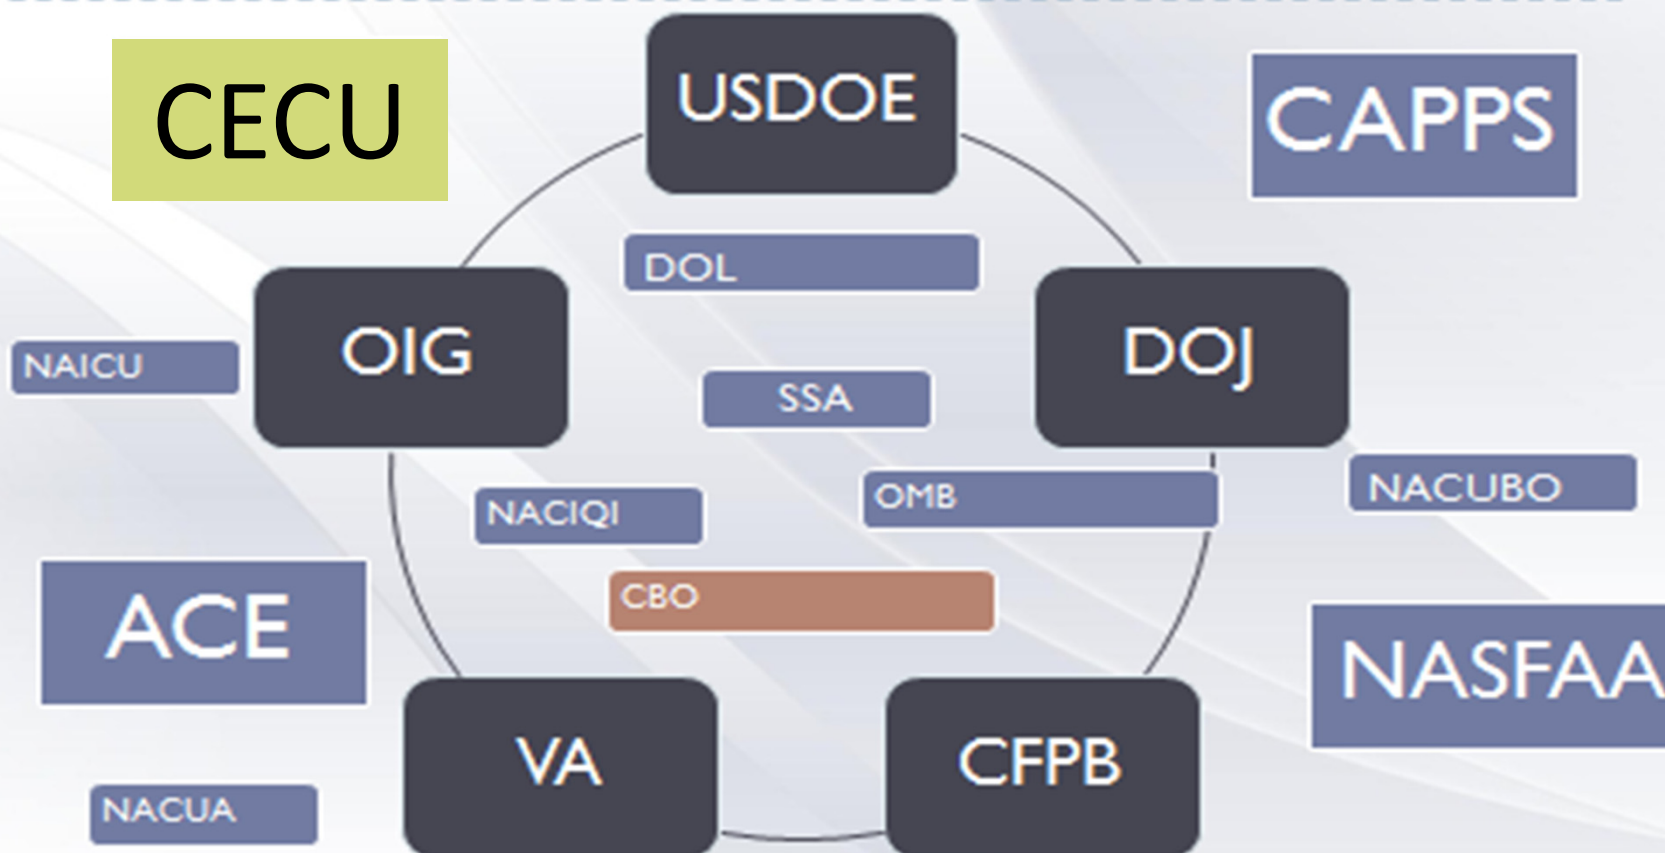 CECU
USDOE
CAPPS
DOL
OIG
DOJ
NAICU
SSA
NACUBO
OMB
NACIQI
CBO
ACE
NASFAA
VA
CFPB
NACUA